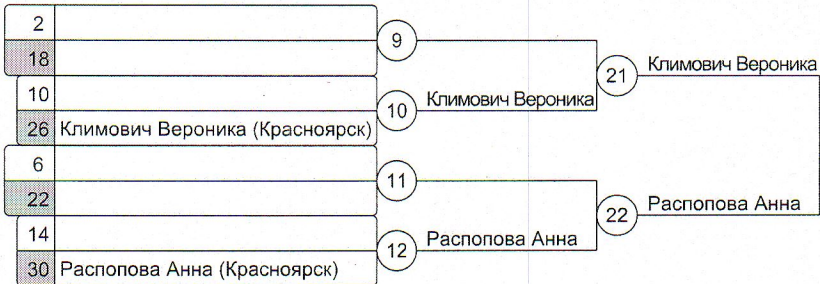 2
18
9
10
26 Климович Вероника (Красноярск)
10 Климович Вероника
21 Климович Вероника
6
22
11
14
30 Распопова Анна (Красноярск)
12 Распопова Анна
22 Распопова Анна